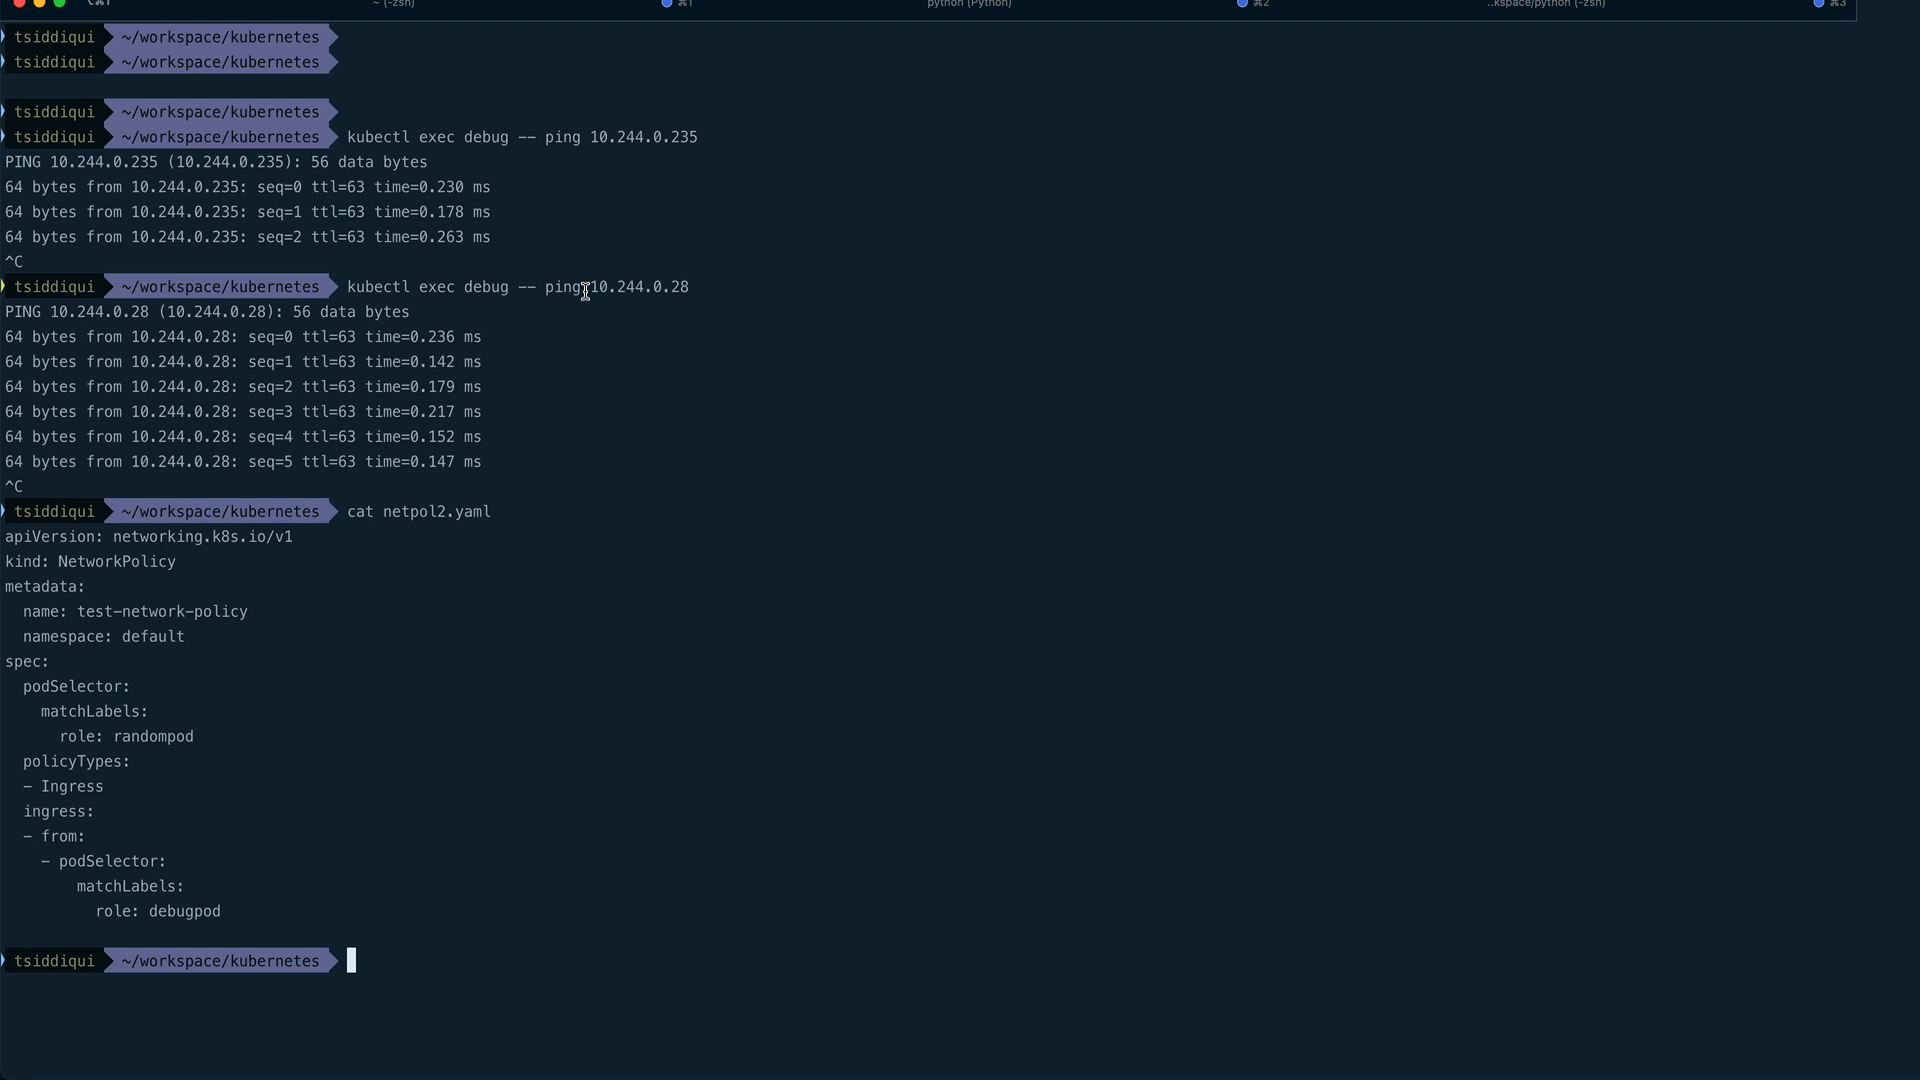 ~ (-zsh) ⌘1 python (Python) ⌘2 ..kspace/python (-zsh) ⌘3
tsiddiqui ~/workspace/kubernetes
tsiddiqui ~/workspace/kubernetes
tsiddiqui ~/workspace/kubernetes
tsiddiqui ~/workspace/kubernetes kubectl exec debug -- ping 10.244.0.235
PING 10.244.0.235 (10.244.0.235): 56 data bytes
64 bytes from 10.244.0.235: seq=0 ttl=63 time=0.230 ms
64 bytes from 10.244.0.235: seq=1 ttl=63 time=0.178 ms
64 bytes from 10.244.0.235: seq=2 ttl=63 time=0.263 ms
^C
tsiddiqui ~/workspace/kubernetes kubectl exec debug -- ping 10.244.0.28
PING 10.244.0.28 (10.244.0.28): 56 data bytes
64 bytes from 10.244.0.28: seq=0 ttl=63 time=0.236 ms
64 bytes from 10.244.0.28: seq=1 ttl=63 time=0.142 ms
64 bytes from 10.244.0.28: seq=2 ttl=63 time=0.179 ms
64 bytes from 10.244.0.28: seq=3 ttl=63 time=0.217 ms
64 bytes from 10.244.0.28: seq=4 ttl=63 time=0.152 ms
64 bytes from 10.244.0.28: seq=5 ttl=63 time=0.147 ms
^C
tsiddiqui ~/workspace/kubernetes cat netpol2.yaml
apiVersion: networking.k8s.io/v1
kind: NetworkPolicy
metadata:
  name: test-network-policy
  namespace: default
spec:
  podSelector:
    matchLabels:
      role: randompod
  policyTypes:
  - Ingress
  ingress:
  - from:
    - podSelector:
        matchLabels:
          role: debugpod
tsiddiqui ~/workspace/kubernetes